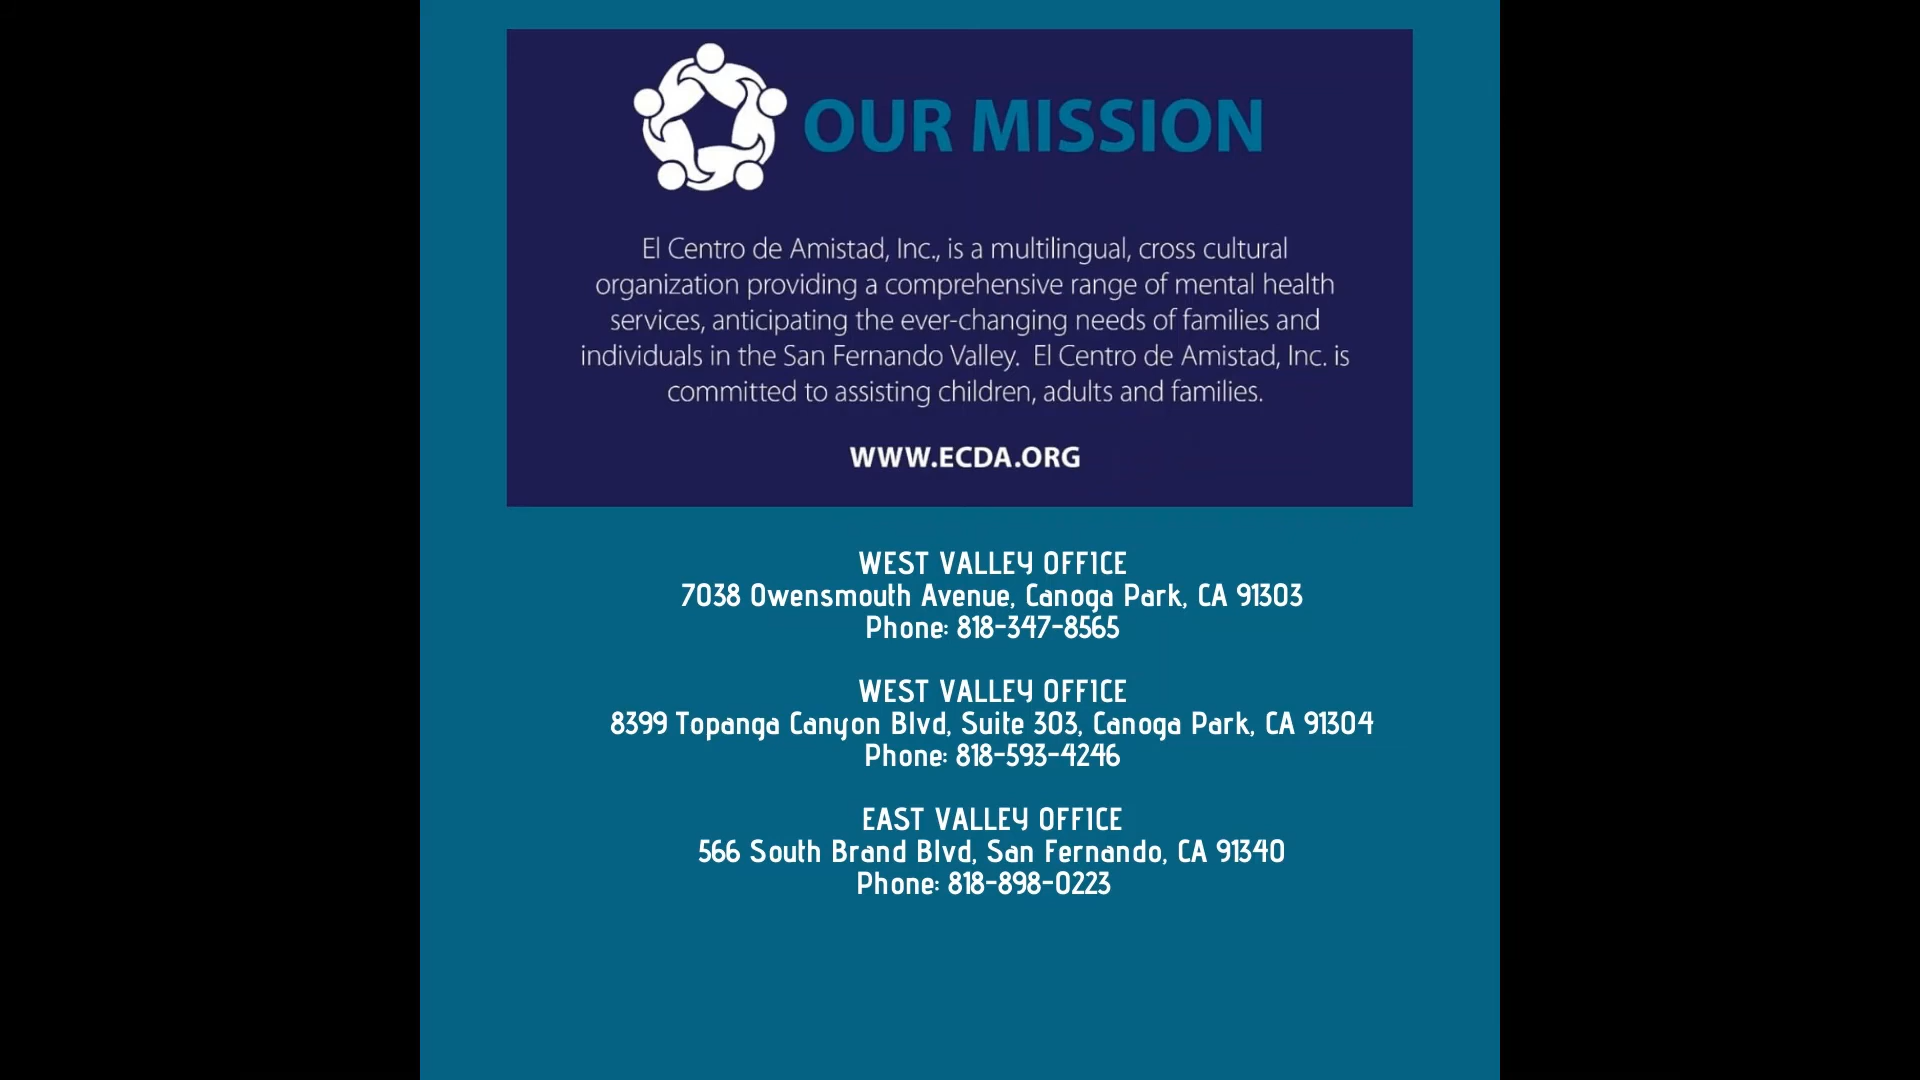 OUR MISSION
El Centro de Amistad, Inc., is a multilingual, cross cultural
organization providing a comprehensive range of mental health
services, anticipating the ever-changing needs of families and
individuals in the San Fernando Valley. El Centro de Amistad, Inc. is
committed to assisting children, adults and families.
WWW.ECDA.ORG
WEST VALLEY OFFICE
7038 Owensmouth Avenue, Canoga Park, CA 91303
Phone: 818-347-8565
WEST VALLEY OFFICE
8399 Topanga Canyon Blvd, Suite 303, Canoga Park, CA 91304
Phone: 818-593-4246
EAST VALLEY OFFICE
566 South Brand Blvd, San Fernando, CA 91340
Phone: 818-898-0223